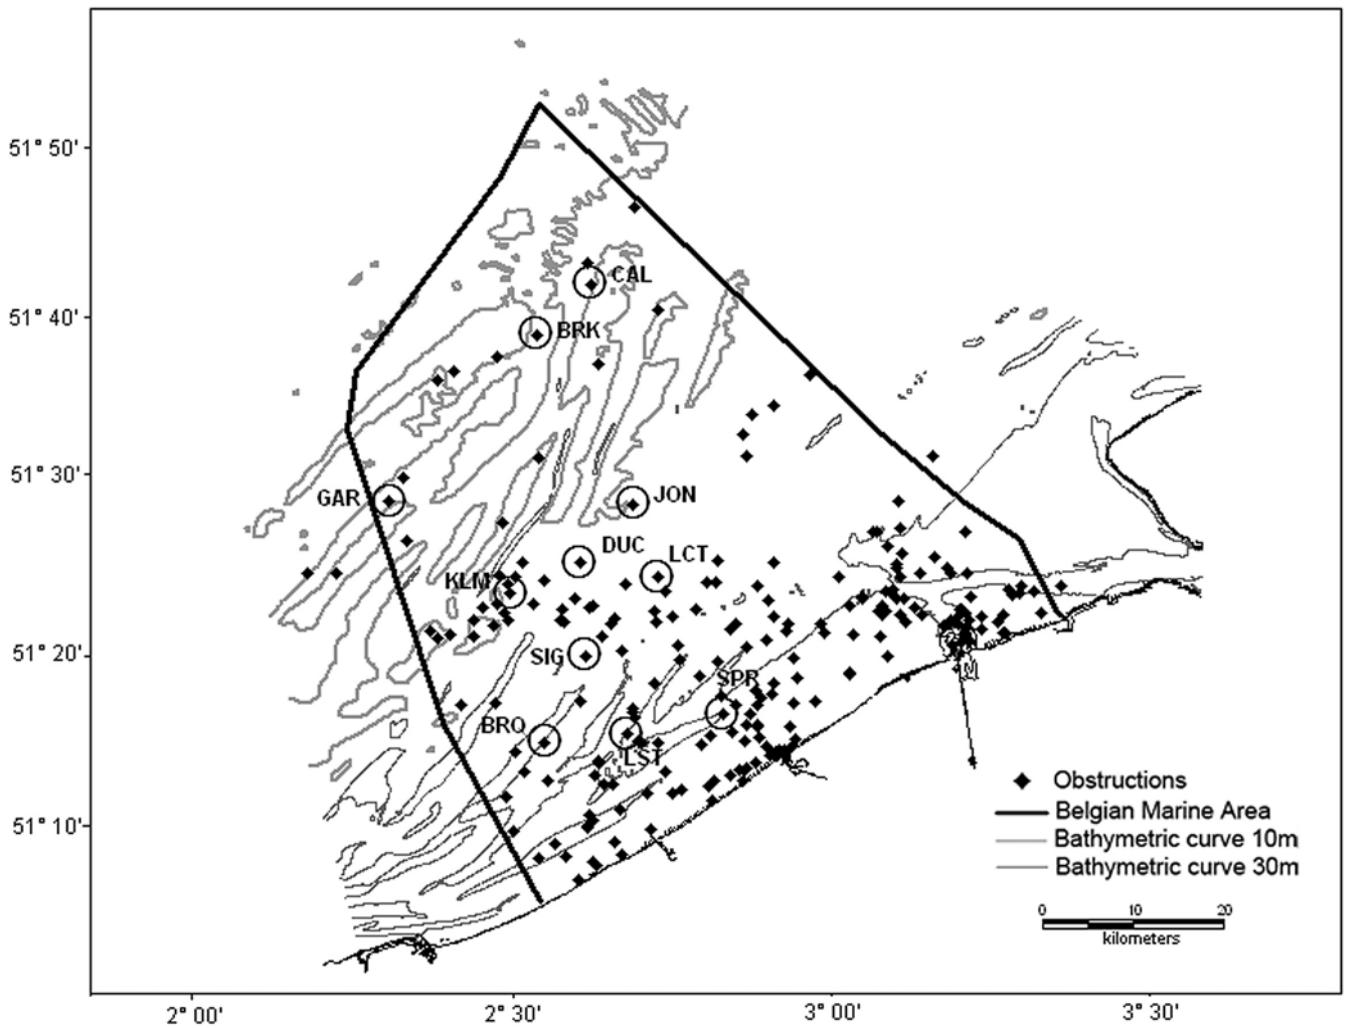 51° 50'
CAL
51° 40'
BRK
51° 30'
GAR
JON
DUC
LCT
KLM
51° 20'
SIG
SPR
BRQ
LST
Obstructions
Belgian Marine Area
51° 10'
Bathymetric curve 10m
Bathymetric curve 30m
0 10 20
kilometers
2° 00'
2° 30'
3° 00'
3° 30'